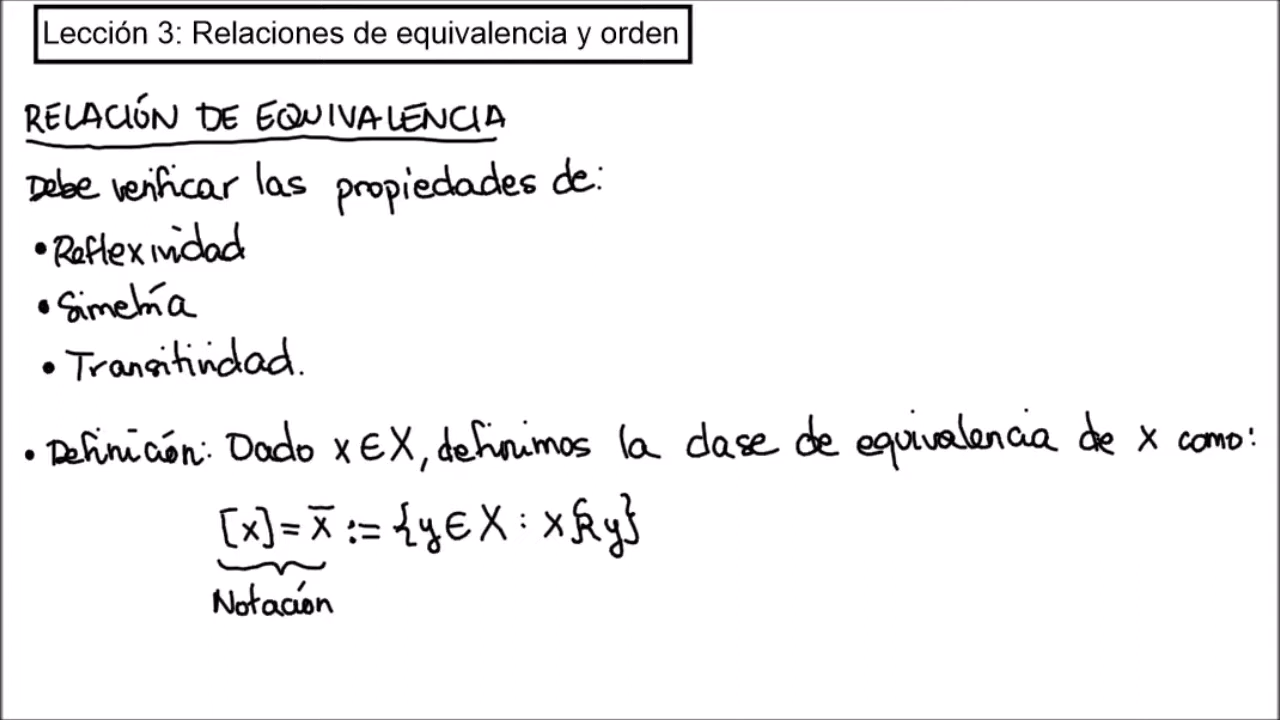 Lección 3: Relaciones de equivalencia y orden
RELACIÓN DE EQUIVALENCIA
Debe verificar las propiedades de:
• Reflexividad
• Simetría
• Transitividad.
• Definición: Dado x∈X, definimos la clase de equivalencia de x como:
[x] = x̄ := {y∈X : xRy}
Notación